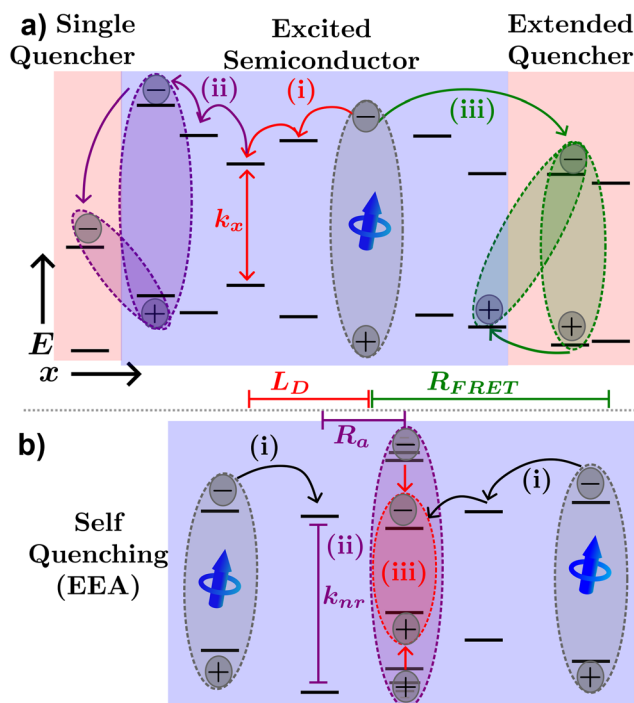 a) Single Quencher
Excited Semiconductor
Extended Quencher
(ii)
(i)
(iii)
−
−
−
−
k_x
+
+
+
+
E
x
L_D
R_FRET
R_a
b)
(i)
(i)
−
−
−
−
Self Quenching (EEA)
(ii)
(iii)
k_nr
+
+
+
+